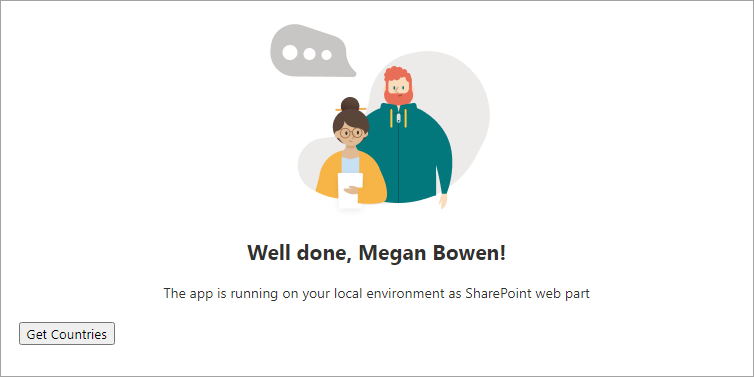 Well done, Megan Bowen!
The app is running on your local environment as SharePoint web part
Get Countries